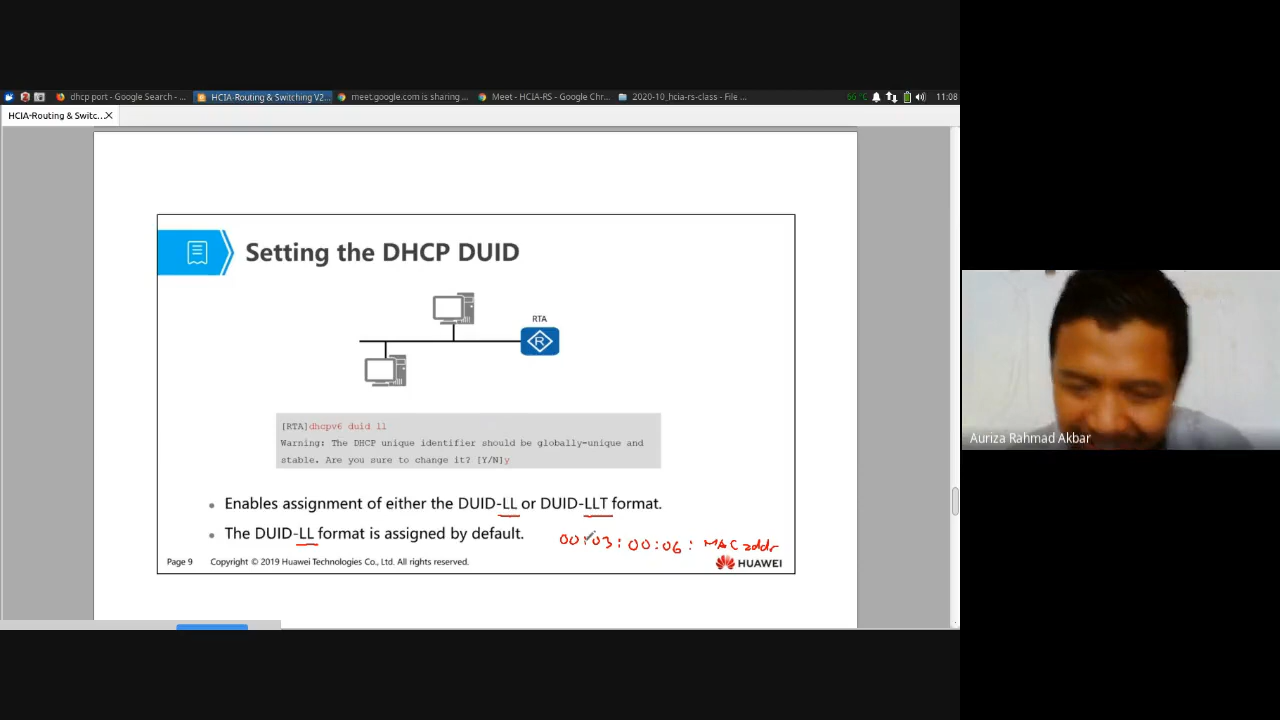 dhcp port - Google Search - ...
HCIA-Routing & Switching V2...
meet.google.com is sharing ...
Meet - HCIA-RS - Google Chr...
2020-10_hcia-rs-class - File ...
66°C
11:08
HCIA-Routing & Switc...
Setting the DHCP DUID
RTA
R
[RTA]dhcpv6 duid ll
Warning: The DHCP unique identifier should be globally-unique and
stable. Are you sure to change it? [Y/N]y
• Enables assignment of either the DUID-LL or DUID-LLT format.
• The DUID-LL format is assigned by default.
00:03:00:06: MAC addr
Page 9 Copyright © 2019 Huawei Technologies Co., Ltd. All rights reserved.
HUAWEI
Auriza Rahmad Akbar